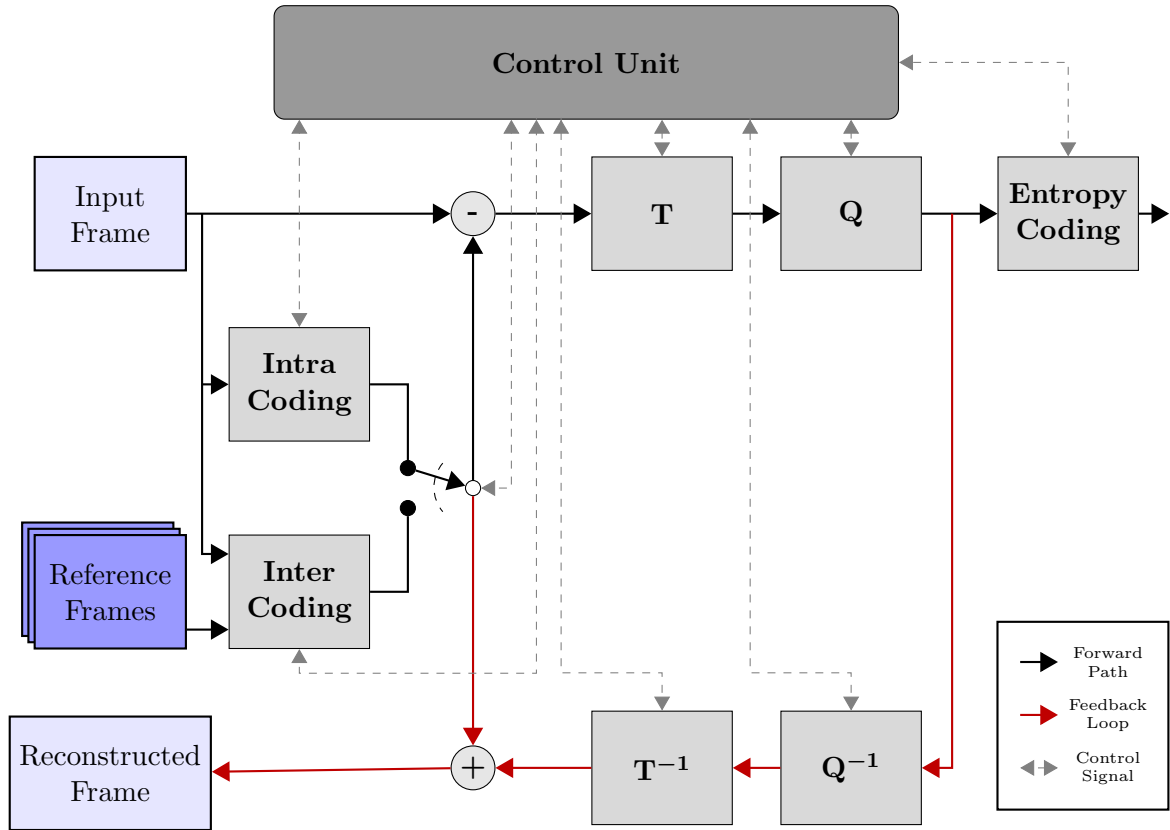 Control Unit
Input
Frame
-
T
Q
Entropy
Coding
Intra
Coding
Reference
Frames
Inter
Coding
Forward
Path
Feedback
Loop
Control
Signal
Reconstructed
Frame
+
T⁻¹
Q⁻¹